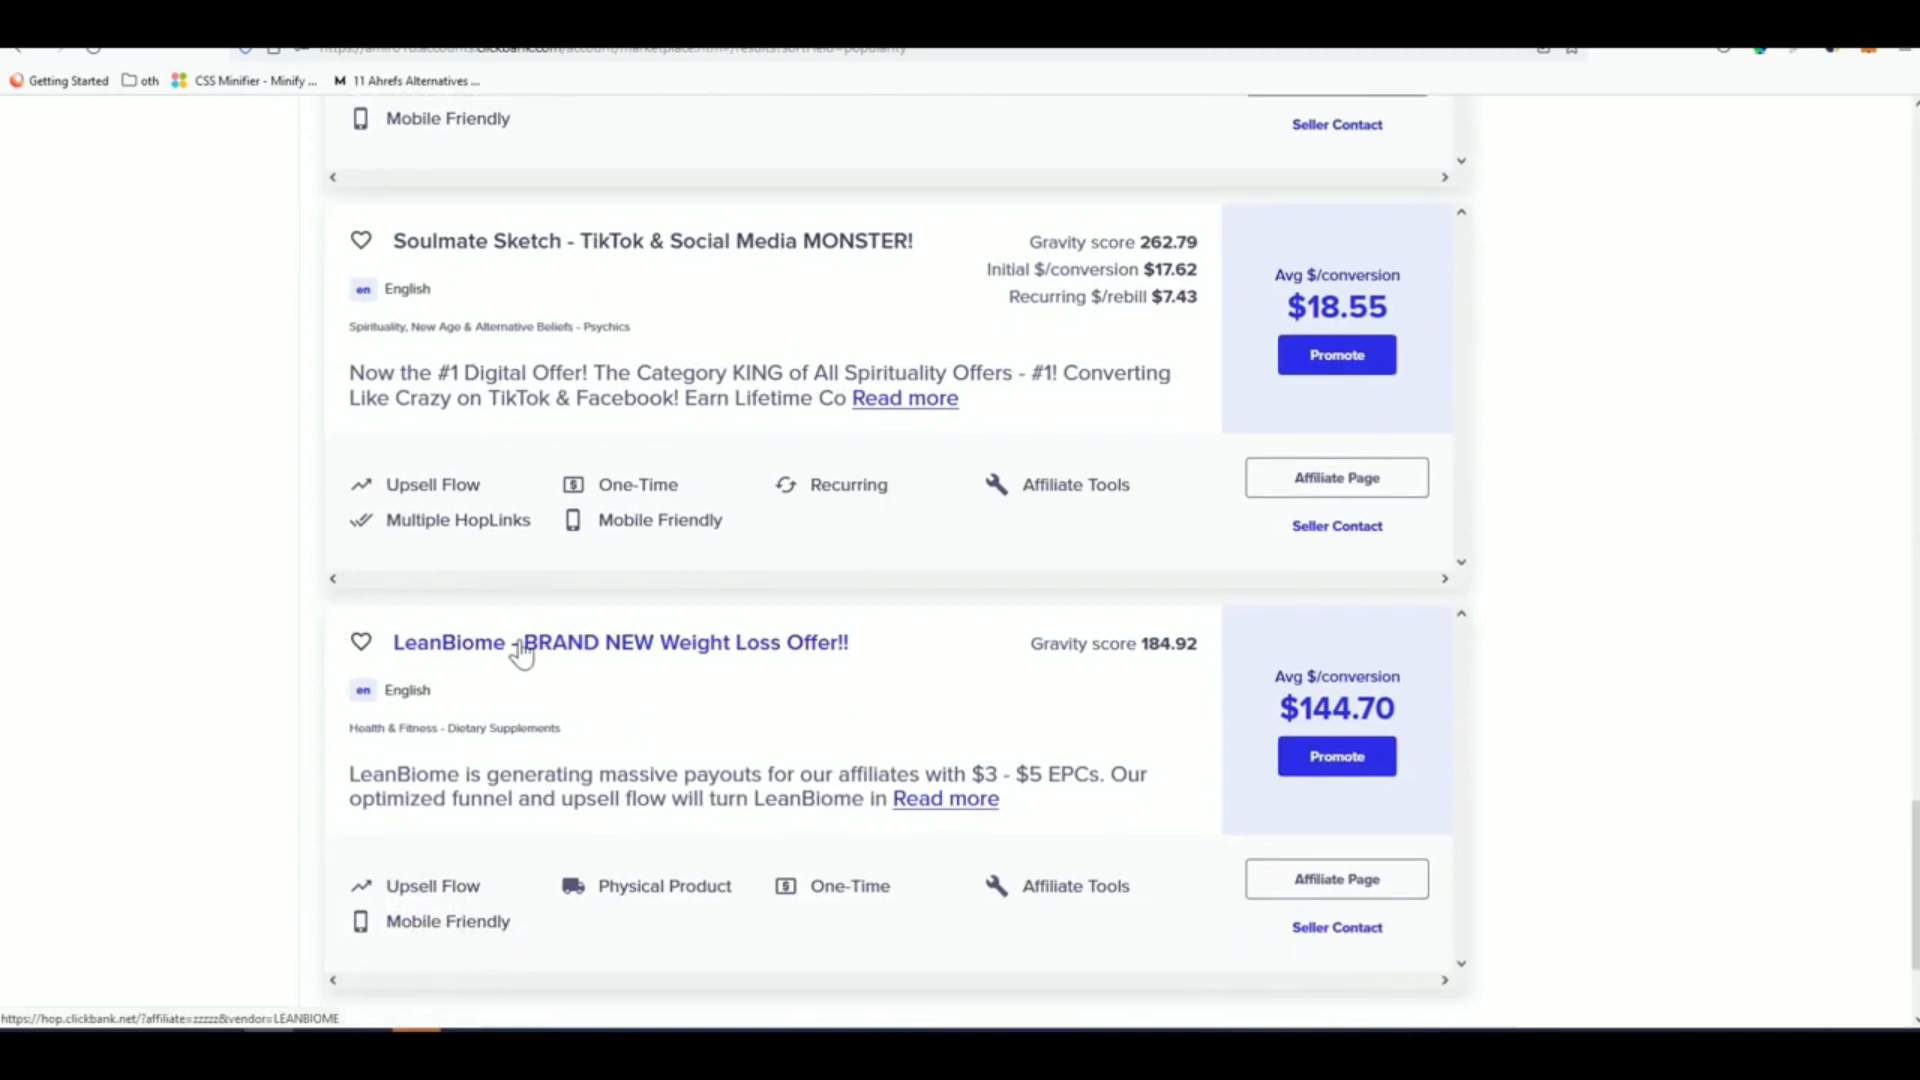 Getting Started
oth
CSS Minifier - Minify ...
11 Ahrefs Alternatives ...
Mobile Friendly
Seller Contact
Soulmate Sketch - TikTok & Social Media MONSTER!
Gravity score 262.79
Initial $/conversion $17.62
Recurring $/rebill $7.43
Avg $/conversion
$18.55
Promote
en English
Spirituality, New Age & Alternative Beliefs - Psychics
Now the #1 Digital Offer! The Category KING of All Spirituality Offers - #1! Converting
Like Crazy on TikTok & Facebook! Earn Lifetime Co Read more
Upsell Flow
One-Time
Recurring
Affiliate Tools
Multiple HopLinks
Mobile Friendly
Affiliate Page
Seller Contact
LeanBiome - BRAND NEW Weight Loss Offer!!
Gravity score 184.92
Avg $/conversion
$144.70
Promote
en English
Health & Fitness - Dietary Supplements
LeanBiome is generating massive payouts for our affiliates with $3 - $5 EPCs. Our
optimized funnel and upsell flow will turn LeanBiome in Read more
Upsell Flow
Physical Product
One-Time
Affiliate Tools
Mobile Friendly
Affiliate Page
Seller Contact
https://hop.clickbank.net/?affiliate=zzzzz&vendor=LEANBIOME